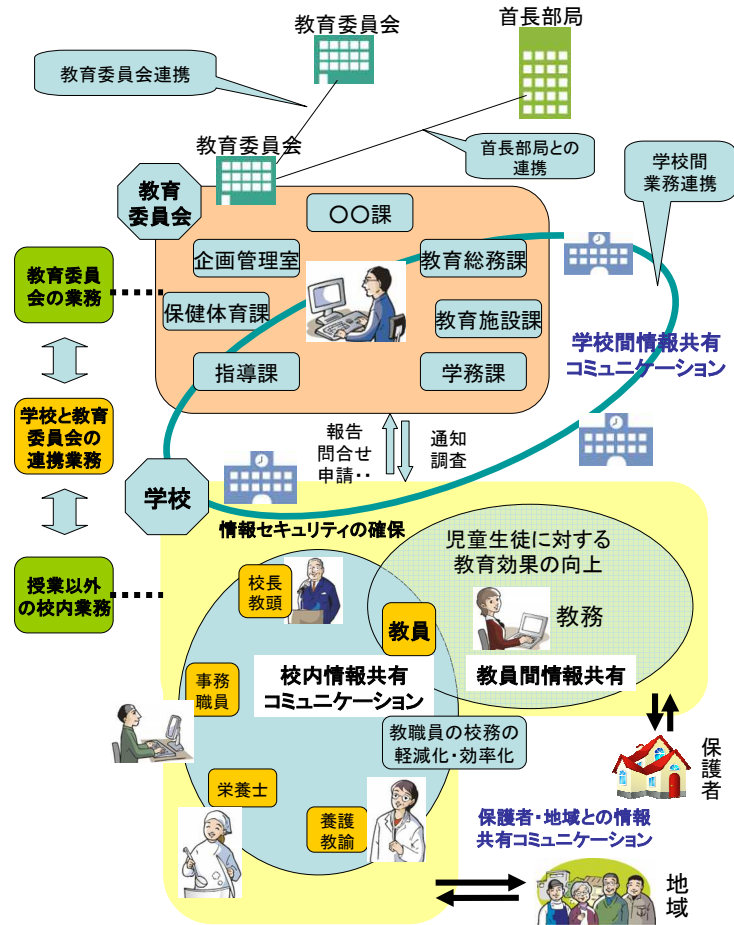 教育委員会
首長部局
教育委員会連携
教育委員会
首長部局との
連携
学校間
業務連携
教育
委員会
〇〇課
企画管理室
教育総務課
教育委員
会の業務
保健体育課
教育施設課
学校間情報共有
コミュニケーション
指導課
学務課
学校と教育
委員会の
連携業務
報告
問合せ
申請・・
通知
調査
学校
情報セキュリティの確保
児童生徒に対する
教育効果の向上
授業以外
の校内業務
校長
教頭
教員
教務
校内情報共有
コミュニケーション
教員間情報共有
事務
職員
教職員の校務の
軽減化・効率化
保護者
栄養士
養護
教諭
保護者・地域との情報
共有コミュニケーション
地域